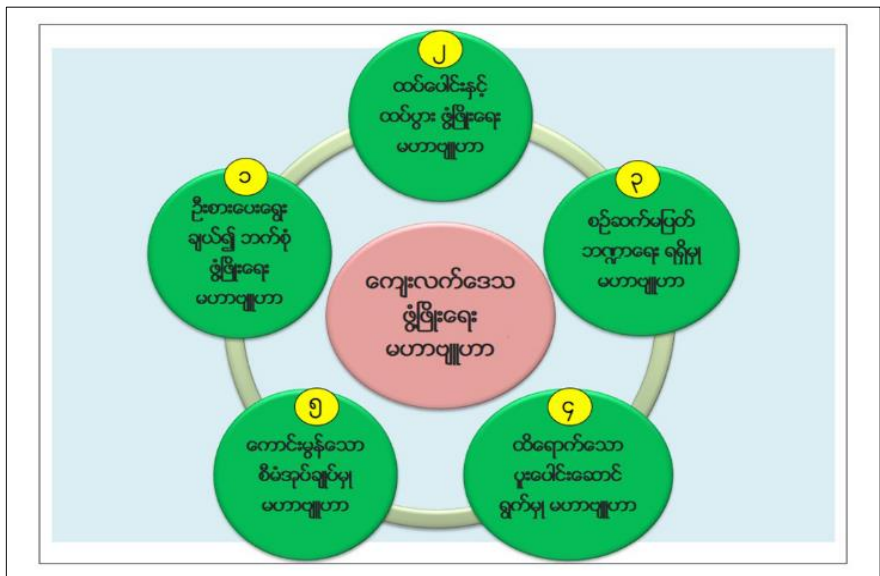 ၂
ထပ်ပေါင်းနှင့်
ထပ်ပွား ဖွံ့ဖြိုးရေး
မဟာဗျူဟာ
၁
ဦးစားပေးရွေး
ချယ်၍ ဘက်စုံ
ဖွံ့ဖြိုးရေး
မဟာဗျူဟာ
၃
စဉ်ဆက်မပြတ်
ဘဏ္ဍာရေး ရရှိမှု
မဟာဗျူဟာ
ကျေးလက်ဒေသ
ဖွံ့ဖြိုးရေး
မဟာဗျူဟာ
၅
ကောင်းမွန်သော
စီမံအုပ်ချုပ်မှု
မဟာဗျူဟာ
၄
ထိရောက်သော
ပူးပေါင်းဆောင်
ရွက်မှု မဟာဗျူဟာ